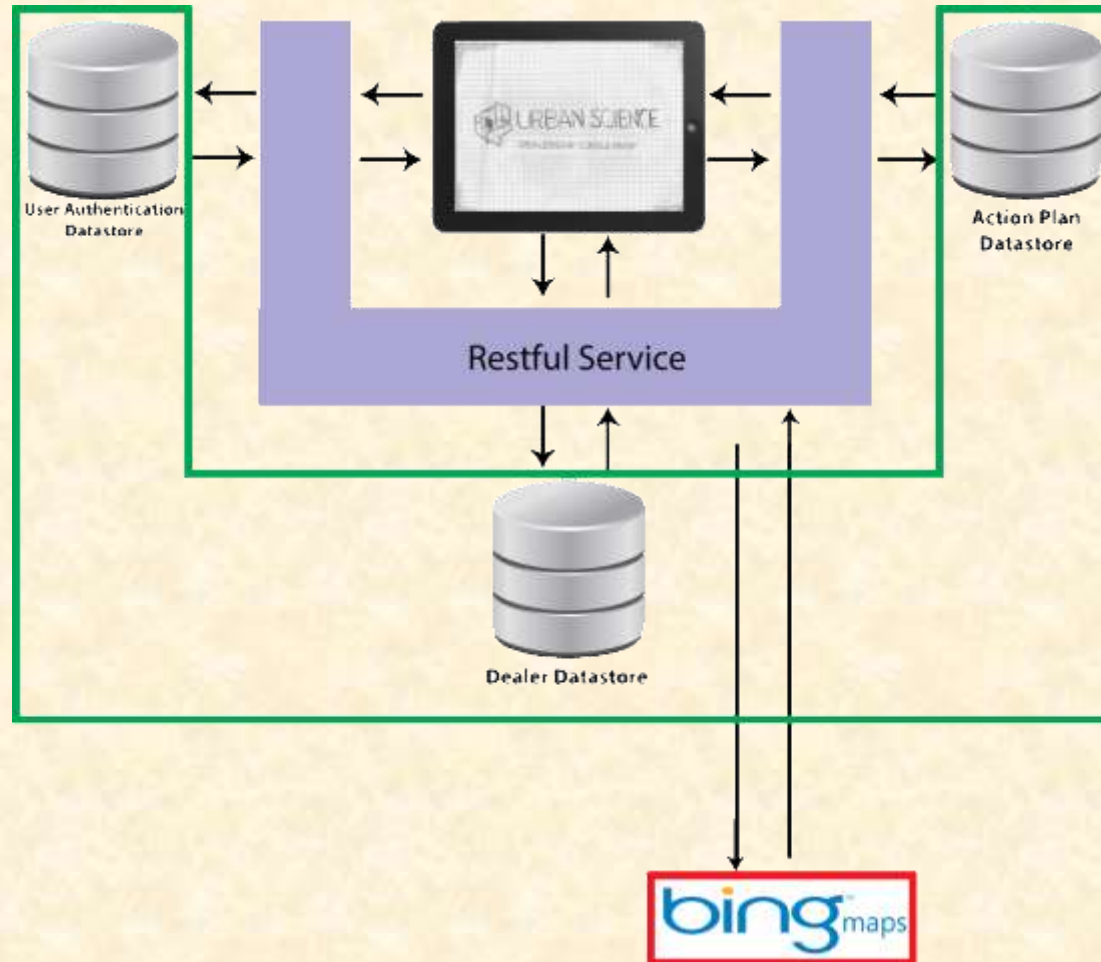 URBAN SCIENCE
User Authentication
Datastore
Action Plan
Datastore
Restful Service
Dealer Datastore
bing maps